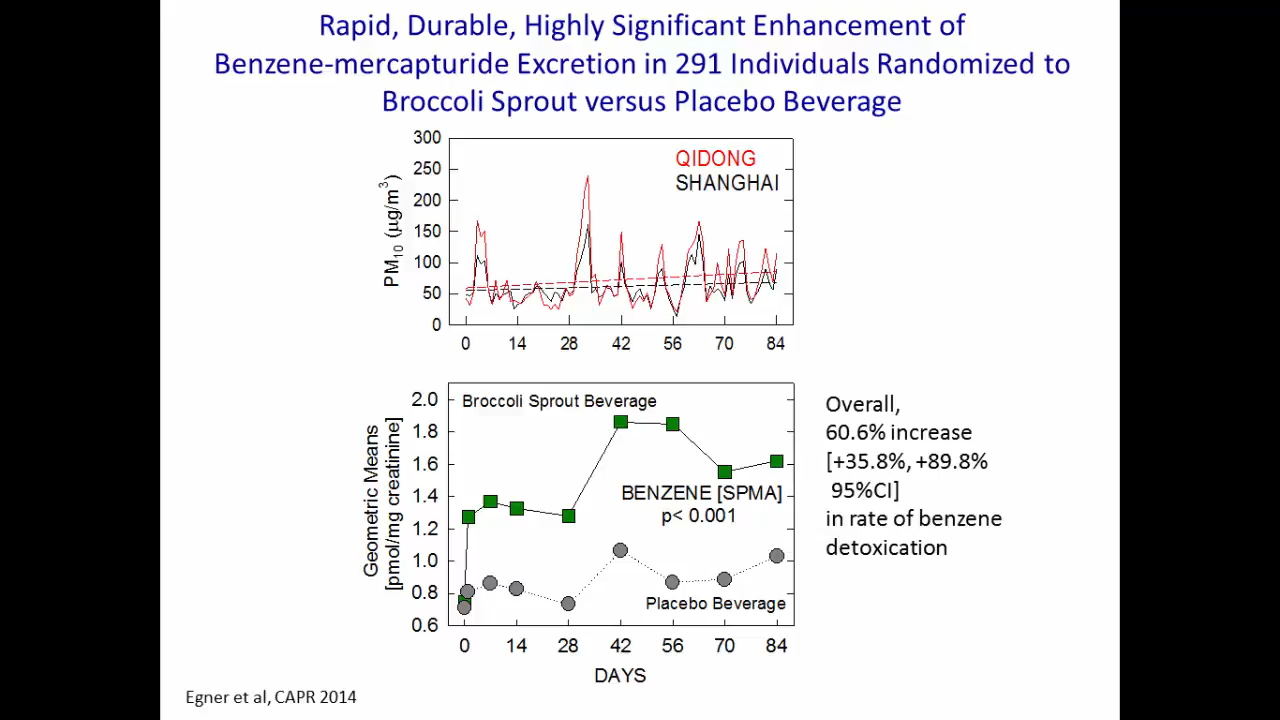 Rapid, Durable, Highly Significant Enhancement of
Benzene-mercapturide Excretion in 291 Individuals Randomized to
Broccoli Sprout versus Placebo Beverage
300
250
200
150
100
50
0
PM10 (µg/m³)
QIDONG
SHANGHAI
0 14 28 42 56 70 84
2.0
1.8
1.6
1.4
1.2
1.0
0.8
0.6
Geometric Means
[pmol/mg creatinine]
Broccoli Sprout Beverage
BENZENE [SPMA]
p< 0.001
Placebo Beverage
0 14 28 42 56 70 84
DAYS
Overall,
60.6% increase
[+35.8%, +89.8%
95%CI]
in rate of benzene
detoxication
Egner et al, CAPR 2014